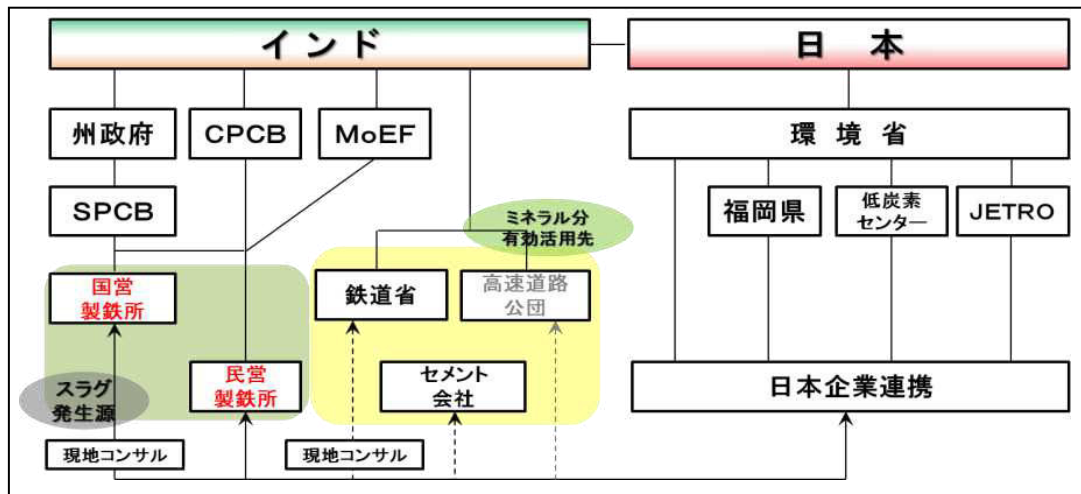 インド
日本
州政府
CPCB
MoEF
環境省
SPCB
ミネラル分
有効活用先
福岡県
低炭素
センター
JETRO
国営
製鉄所
鉄道省
高速道路
公団
スラグ
発生源
民営
製鉄所
セメント
会社
日本企業連携
現地コンサル
現地コンサル